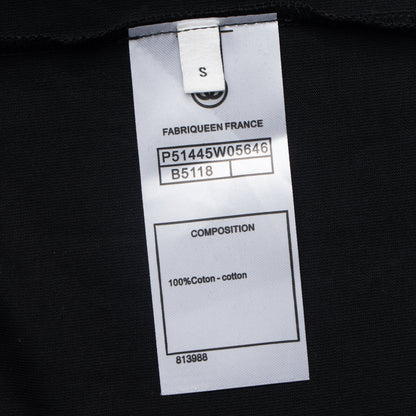 S
FABRIQUEEN FRANCE
P51445W05646
B5118
COMPOSITION
100%Coton-cotton
813988